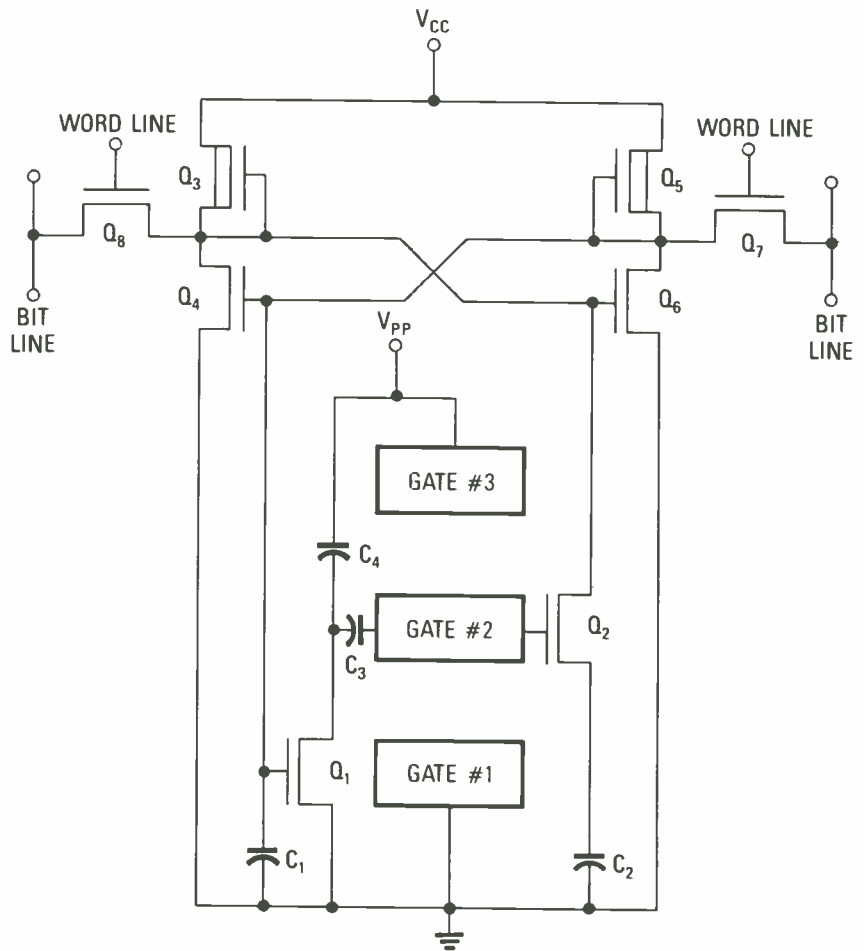 VCC
WORD LINE
WORD LINE
Q3
Q5
Q8
Q7
Q4
Q6
BIT
LINE
BIT
LINE
VPP
GATE #3
C4
GATE #2
Q2
C3
Q1
GATE #1
C1
C2